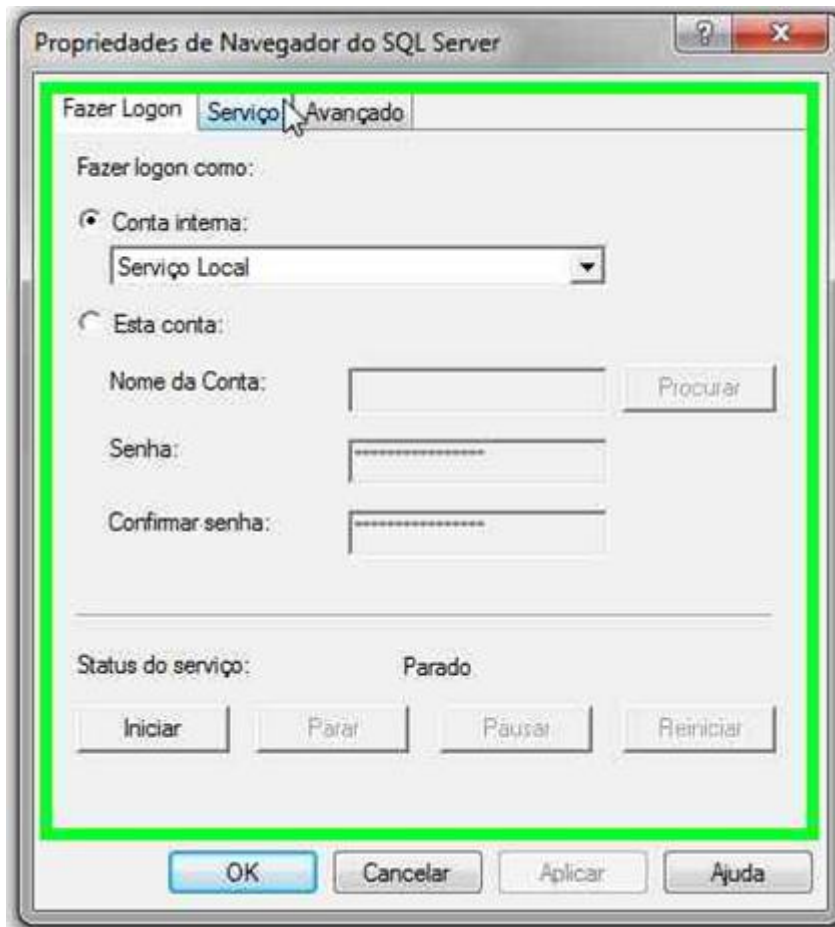 Propriedades de Navegador do SQL Server
Fazer Logon Serviço Avançado
Fazer logon como:
Conta interna:
Serviço Local
Esta conta:
Nome da Conta: Procurar
Senha: ****************
Confirmar senha: ****************
Status do serviço: Parado
Iniciar Parar Pausar Reiniciar
OK Cancelar Aplicar Ajuda